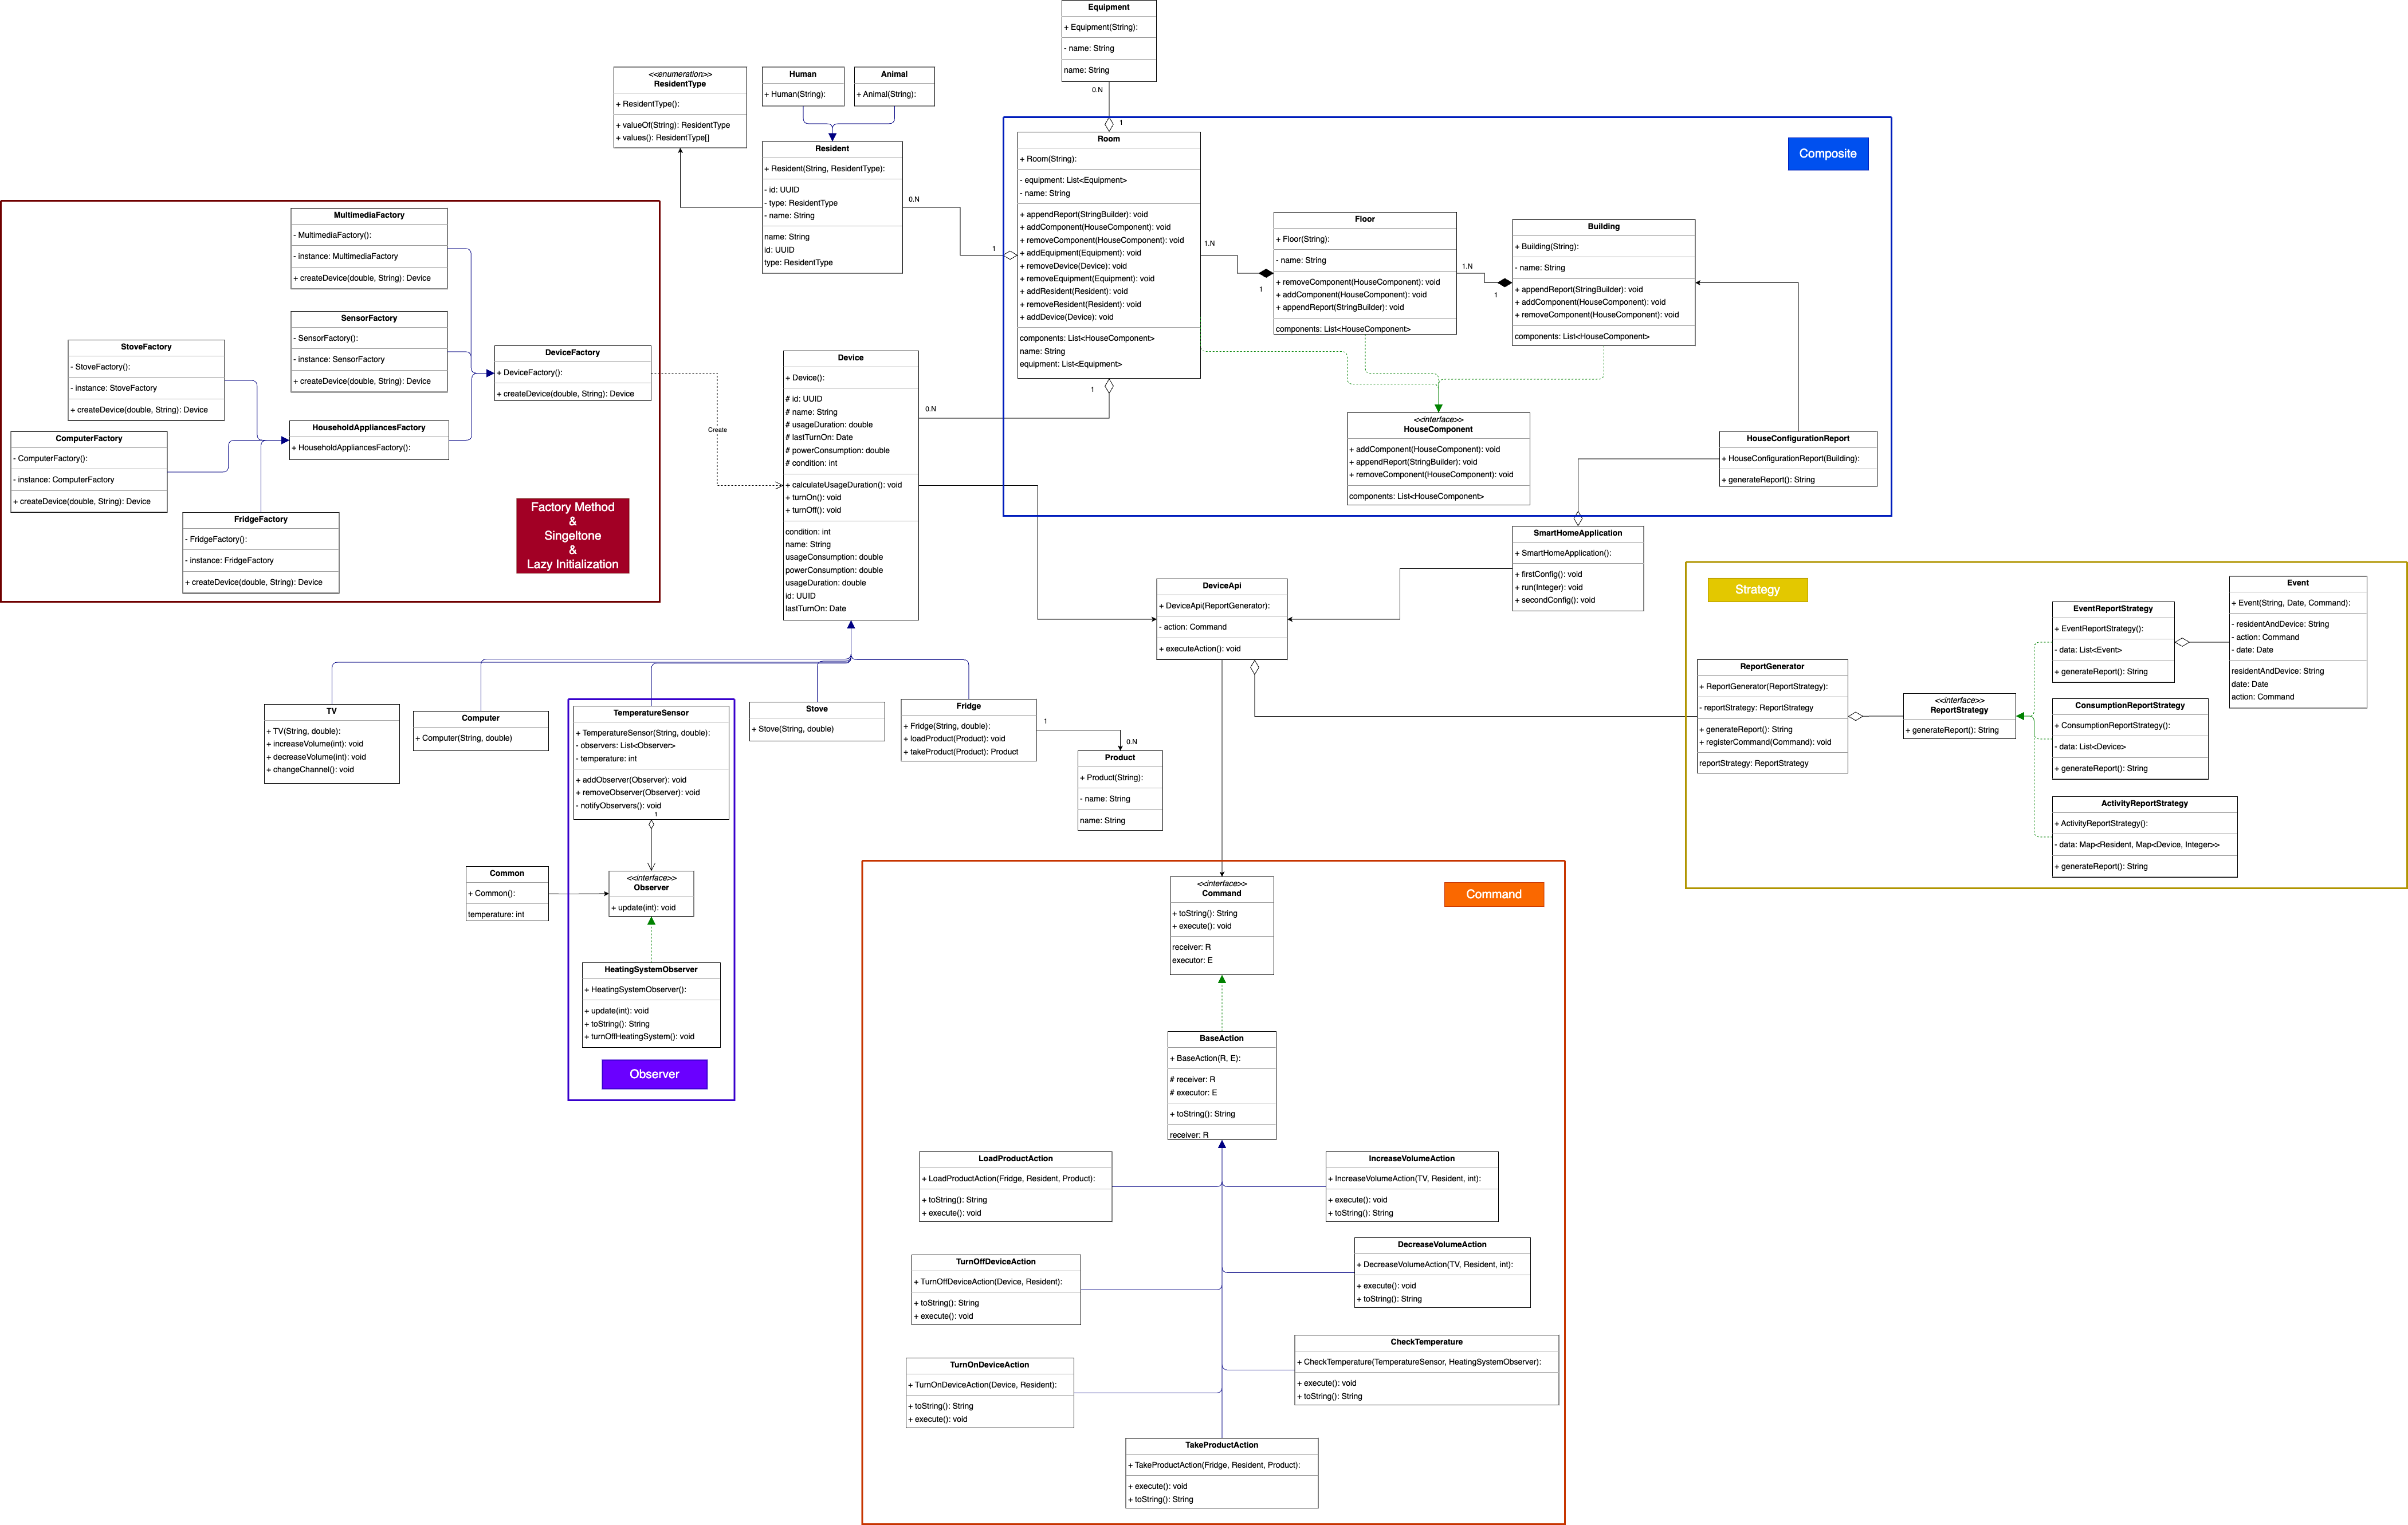 Equipment
+ Equipment(String):
- name: String
name: String
0.N
1
<<enumeration>>
ResidentType
+ ResidentType():
+ valueOf(String): ResidentType
+ values(): ResidentType[]
Human
+ Human(String):
Animal
+ Animal(String):
Resident
+ Resident(String, ResidentType):
- id: UUID
- type: ResidentType
- name: String
name: String
id: UUID
type: ResidentType
0.N
1
Composite
Room
+ Room(String):
- equipment: List<Equipment>
- name: String
+ appendReport(StringBuilder): void
+ addComponent(HouseComponent): void
+ removeComponent(HouseComponent): void
+ addEquipment(Equipment): void
+ removeDevice(Device): void
+ removeEquipment(Equipment): void
+ addResident(Resident): void
+ removeResident(Resident): void
+ addDevice(Device): void
components: List<HouseComponent>
name: String
equipment: List<Equipment>
1.N
1
Floor
+ Floor(String):
- name: String
+ removeComponent(HouseComponent): void
+ addComponent(HouseComponent): void
+ appendReport(StringBuilder): void
components: List<HouseComponent>
1.N
1
Building
+ Building(String):
- name: String
+ appendReport(StringBuilder): void
+ addComponent(HouseComponent): void
+ removeComponent(HouseComponent): void
components: List<HouseComponent>
<<interface>>
HouseComponent
+ addComponent(HouseComponent): void
+ appendReport(StringBuilder): void
+ removeComponent(HouseComponent): void
components: List<HouseComponent>
HouseConfigurationReport
+ HouseConfigurationReport(Building):
+ generateReport(): String
MultimediaFactory
- MultimediaFactory():
- instance: MultimediaFactory
+ createDevice(double, String): Device
SensorFactory
- SensorFactory():
- instance: SensorFactory
+ createDevice(double, String): Device
StoveFactory
- StoveFactory():
- instance: StoveFactory
+ createDevice(double, String): Device
DeviceFactory
+ DeviceFactory():
+ createDevice(double, String): Device
HouseholdAppliancesFactory
+ HouseholdAppliancesFactory():
ComputerFactory
- ComputerFactory():
- instance: ComputerFactory
+ createDevice(double, String): Device
FridgeFactory
- FridgeFactory():
- instance: FridgeFactory
+ createDevice(double, String): Device
Factory Method
&
Singeltone
&
Lazy Initialization
Create
Device
+ Device():
# id: UUID
# name: String
# usageDuration: double
# lastTurnOn: Date
# powerConsumption: double
# condition: int
+ calculateUsageDuration(): void
+ turnOn(): void
+ turnOff(): void
condition: int
name: String
usageConsumption: double
powerConsumption: double
usageDuration: double
id: UUID
lastTurnOn: Date
0.N
1
SmartHomeApplication
+ SmartHomeApplication():
+ firstConfig(): void
+ run(Integer): void
+ secondConfig(): void
DeviceApi
+ DeviceApi(ReportGenerator):
- action: Command
+ executeAction(): void
Strategy
ReportGenerator
+ ReportGenerator(ReportStrategy):
- reportStrategy: ReportStrategy
+ generateReport(): String
+ registerCommand(Command): void
reportStrategy: ReportStrategy
<<interface>>
ReportStrategy
+ generateReport(): String
EventReportStrategy
+ EventReportStrategy():
- data: List<Event>
+ generateReport(): String
Event
+ Event(String, Date, Command):
- residentAndDevice: String
- action: Command
- date: Date
residentAndDevice: String
date: Date
action: Command
ConsumptionReportStrategy
+ ConsumptionReportStrategy():
- data: List<Device>
+ generateReport(): String
ActivityReportStrategy
+ ActivityReportStrategy():
- data: Map<Resident, Map<Device, Integer>>
+ generateReport(): String
TV
+ TV(String, double):
+ increaseVolume(int): void
+ decreaseVolume(int): void
+ changeChannel(): void
Computer
+ Computer(String, double)
TemperatureSensor
+ TemperatureSensor(String, double):
- observers: List<Observer>
- temperature: int
+ addObserver(Observer): void
+ removeObserver(Observer): void
- notifyObservers(): void
1
Stove
+ Stove(String, double)
Fridge
+ Fridge(String, double):
+ loadProduct(Product): void
+ takeProduct(Product): Product
1
0.N
Product
+ Product(String):
- name: String
name: String
Common
+ Common():
temperature: int
<<interface>>
Observer
+ update(int): void
HeatingSystemObserver
+ HeatingSystemObserver():
+ update(int): void
+ toString(): String
+ turnOffHeatingSystem(): void
Observer
Command
<<interface>>
Command
+ toString(): String
+ execute(): void
receiver: R
executor: E
BaseAction
+ BaseAction(R, E):
# receiver: R
# executor: E
+ toString(): String
receiver: R
LoadProductAction
+ LoadProductAction(Fridge, Resident, Product):
+ toString(): String
+ execute(): void
IncreaseVolumeAction
+ IncreaseVolumeAction(TV, Resident, int):
+ execute(): void
+ toString(): String
TurnOffDeviceAction
+ TurnOffDeviceAction(Device, Resident):
+ toString(): String
+ execute(): void
DecreaseVolumeAction
+ DecreaseVolumeAction(TV, Resident, int):
+ execute(): void
+ toString(): String
TurnOnDeviceAction
+ TurnOnDeviceAction(Device, Resident):
+ toString(): String
+ execute(): void
CheckTemperature
+ CheckTemperature(TemperatureSensor, HeatingSystemObserver):
+ execute(): void
+ toString(): String
TakeProductAction
+ TakeProductAction(Fridge, Resident, Product):
+ execute(): void
+ toString(): String